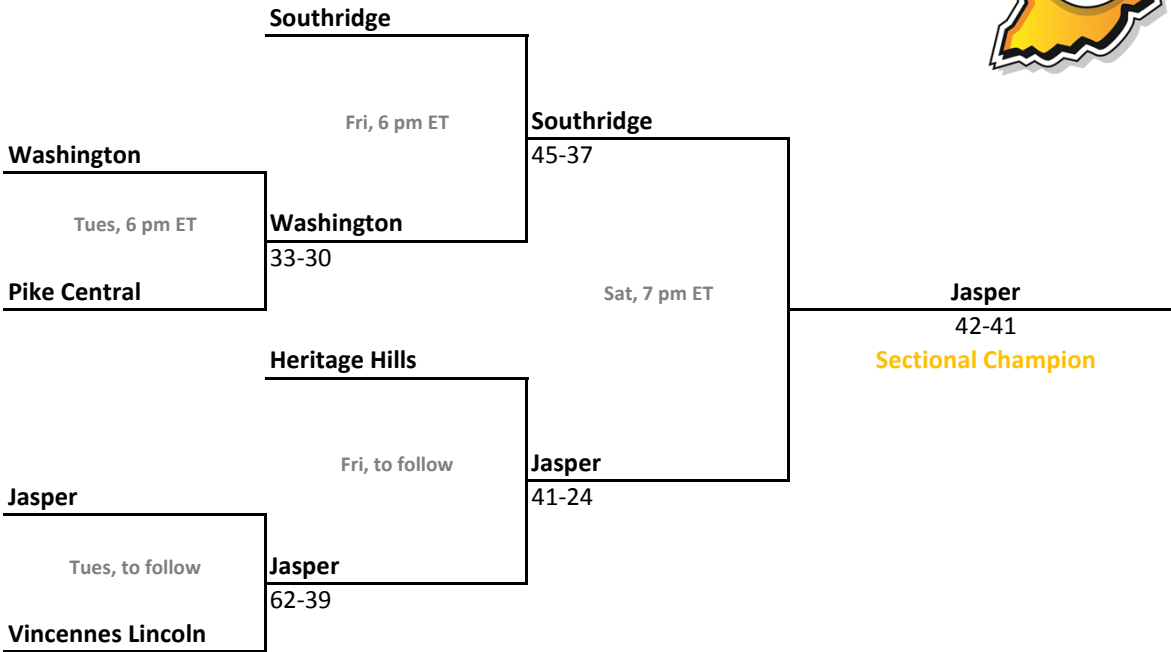 Southridge
Fri, 6 pm ET
Southridge
45-37
Washington
Tues, 6 pm ET
Washington
33-30
Pike Central
Sat, 7 pm ET
Jasper
42-41
Sectional Champion
Heritage Hills
Fri, to follow
Jasper
41-24
Jasper
Tues, to follow
Jasper
62-39
Vincennes Lincoln